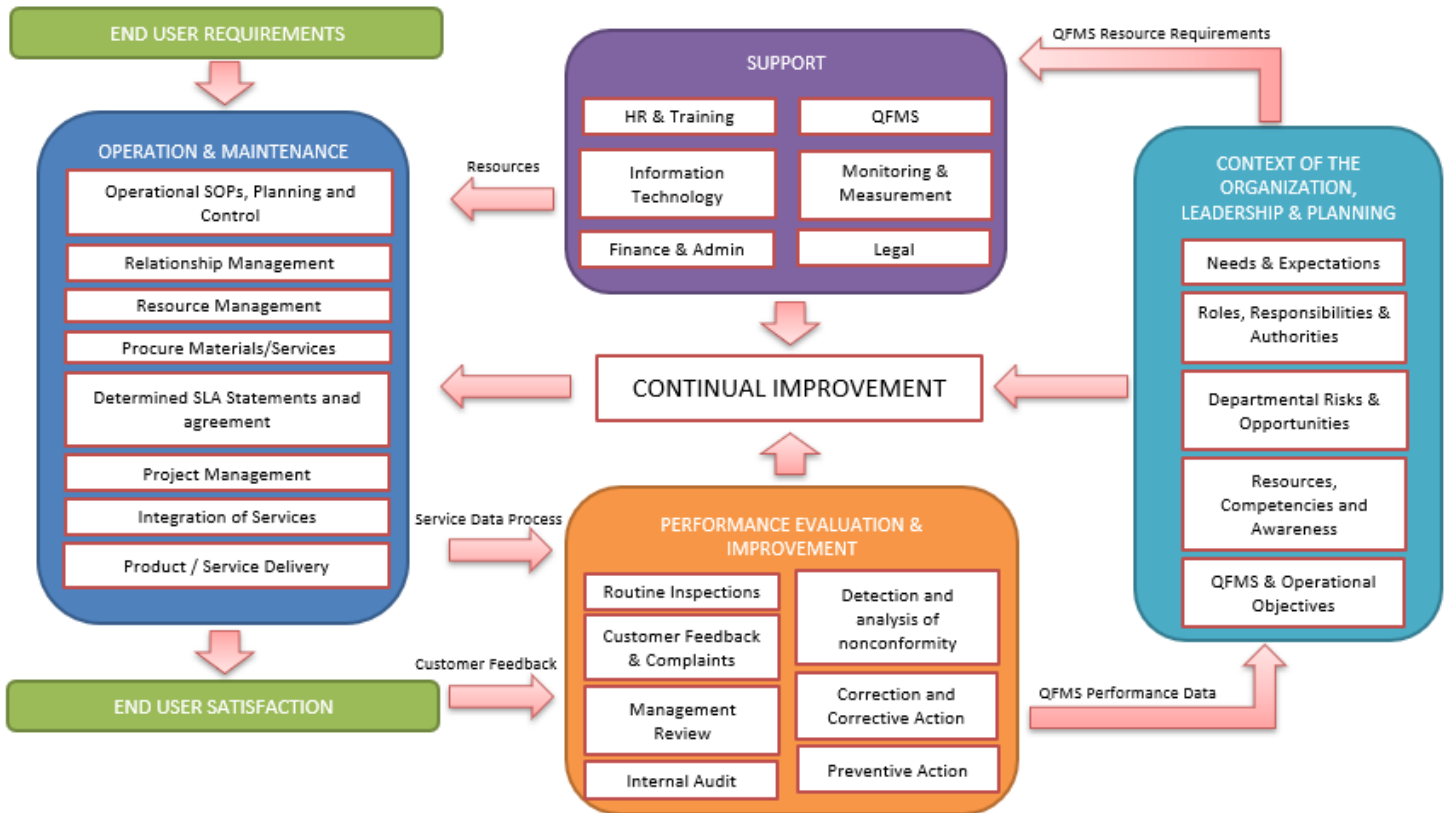 END USER REQUIREMENTS
OPERATION & MAINTENANCE
Operational SOPs, Planning and
Control
Relationship Management
Resource Management
Procure Materials/Services
Determined SLA Statements anad
agreement
Project Management
Integration of Services
Product / Service Delivery
END USER SATISFACTION
Resources
Service Data Process
Customer Feedback
SUPPORT
HR & Training
QFMS
Information
Technology
Monitoring &
Measurement
Finance & Admin
Legal
CONTINUAL IMPROVEMENT
PERFORMANCE EVALUATION &
IMPROVEMENT
Routine Inspections
Customer Feedback
& Complaints
Management
Review
Internal Audit
Detection and
analysis of
nonconformity
Correction and
Corrective Action
Preventive Action
QFMS Resource Requirements
CONTEXT OF THE
ORGANIZATION,
LEADERSHIP & PLANNING
Needs & Expectations
Roles, Responsibilities &
Authorities
Departmental Risks &
Opportunities
Resources,
Competencies and
Awareness
QFMS & Operational
Objectives
QFMS Performance Data